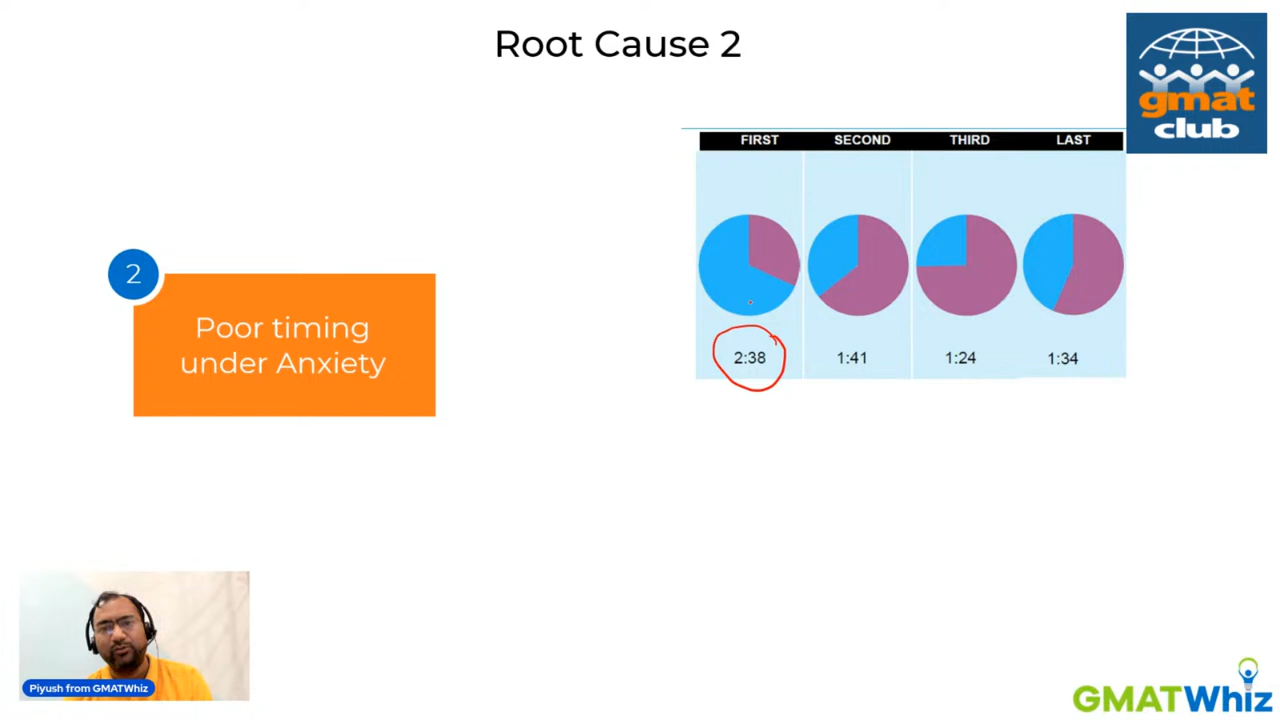 Root Cause 2
gmat
club
FIRST SECOND THIRD LAST
2
Poor timing
under Anxiety
2:38 1:41 1:24 1:34
Piyush from GMATWhiz
GMATWhiz